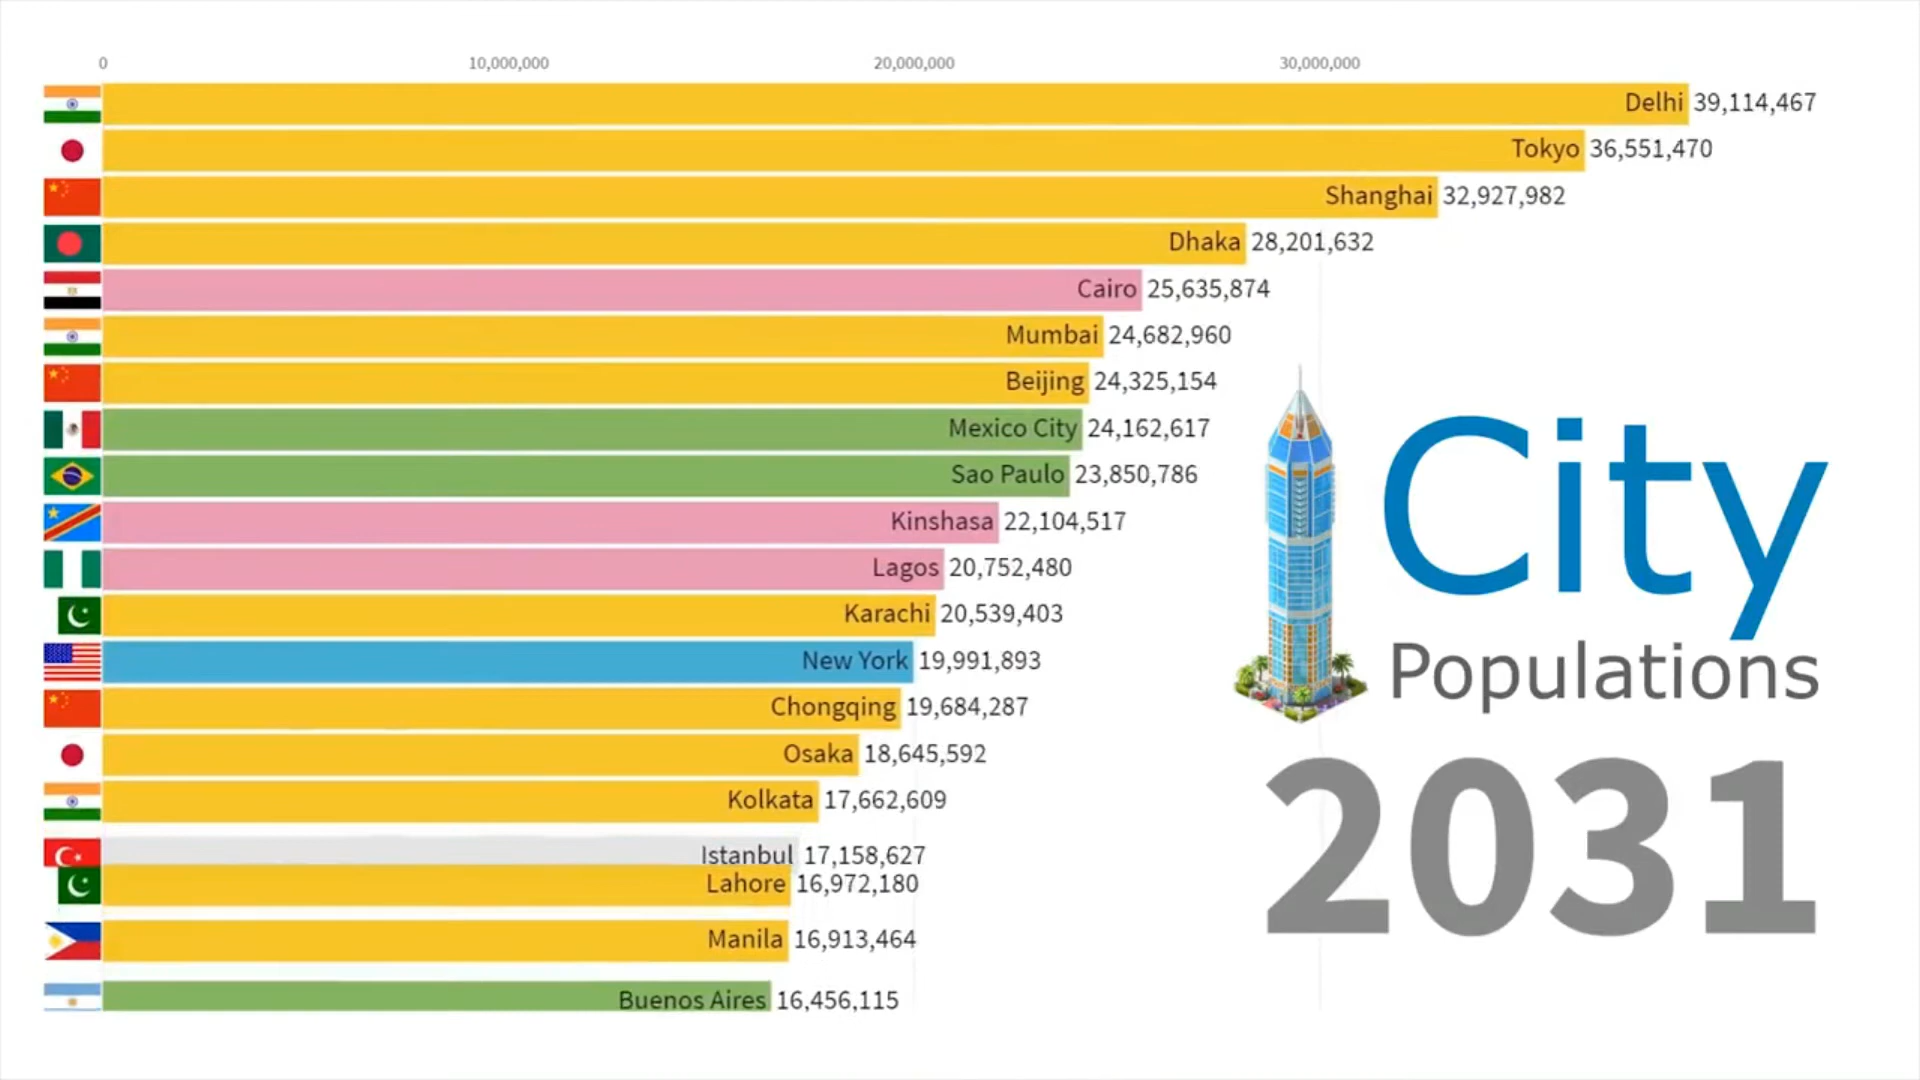 0 10,000,000 20,000,000 30,000,000
Delhi 39,114,467
Tokyo 36,551,470
Shanghai 32,927,982
Dhaka 28,201,632
Cairo 25,635,874
Mumbai 24,682,960
Beijing 24,325,154
Mexico City 24,162,617
Sao Paulo 23,850,786
Kinshasa 22,104,517
Lagos 20,752,480
Karachi 20,539,403
New York 19,991,893
Chongqing 19,684,287
Osaka 18,645,592
Kolkata 17,662,609
Istanbul 17,158,627
Lahore 16,972,180
Manila 16,913,464
Buenos Aires 16,456,115
City
Populations
2031